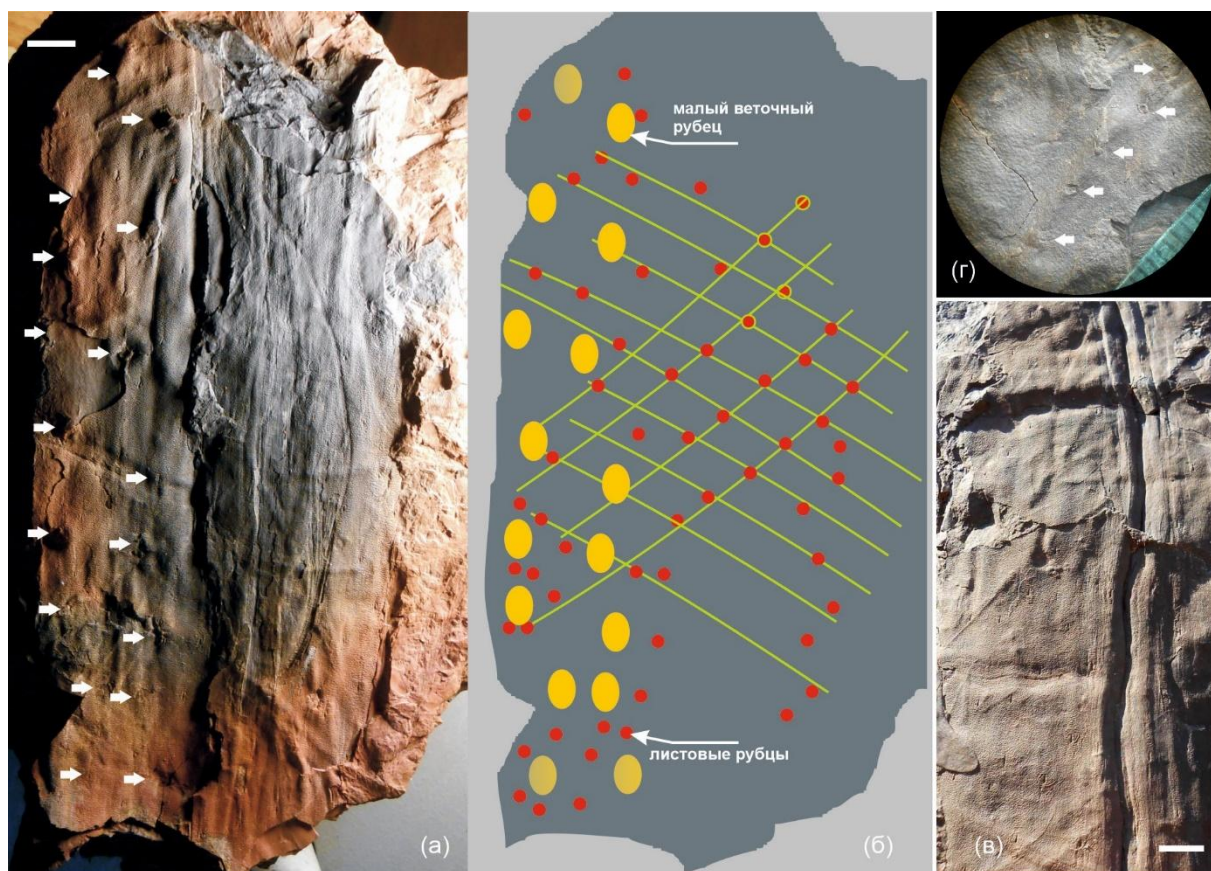 малый веточный
рубец
листовые рубцы
(а)
(б)
(г)
(в)